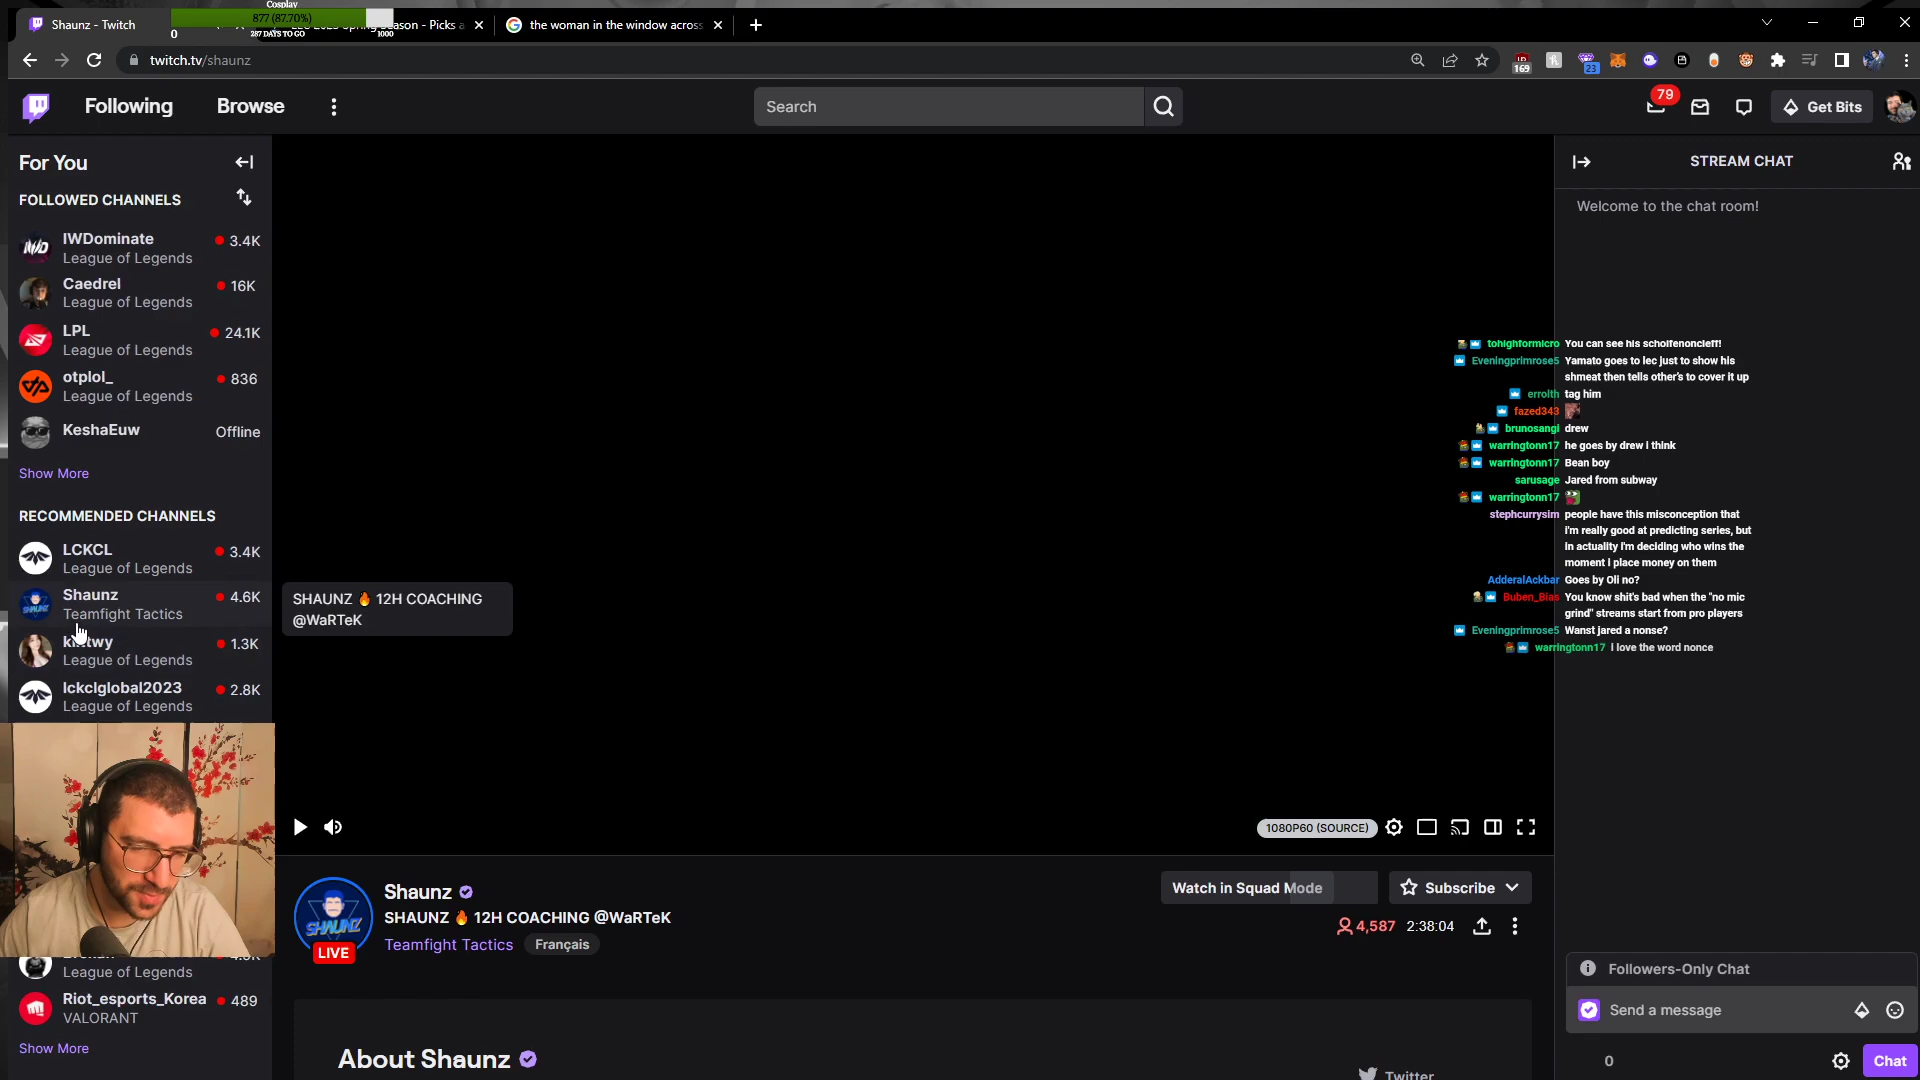 Cosplay
877 (87.70%)
0
287 DAYS TO GO
1000
Shaunz - Twitch
Season - Picks a
the woman in the window across
twitch.tv/shaunz
169
23
Following
Browse
Search
79
Get Bits
For You
FOLLOWED CHANNELS
IWDominate
3.4K
League of Legends
Caedrel
16K
League of Legends
LPL
24.1K
League of Legends
otplol_
836
League of Legends
KeshaEuw
Offline
Show More
RECOMMENDED CHANNELS
LCKCL
3.4K
League of Legends
Shaunz
4.6K
Teamfight Tactics
1.3K
League of Legends
lckclglobal2023
2.8K
League of Legends
League of Legends
Riot_esports_Korea
489
VALORANT
Show More
SHAUNZ 🔥 12H COACHING
@WaRTeK
1080P60 (SOURCE)
SHAUNZ
LIVE
Shaunz
SHAUNZ 🔥 12H COACHING @WaRTeK
Teamfight Tactics
Français
Watch in Squad Mode
Subscribe
4,587
2:38:04
About Shaunz
Twitter
STREAM CHAT
Welcome to the chat room!
tohighformicro You can see his schoifenoncleff!
Eveningprimrose5 Yamato goes to lec just to show his
shmeat then tells other's to cover it up
errolth tag him
fazed343
brunosangi drew
warringtonn17 he goes by drew i think
warringtonn17 Bean boy
sarusage Jared from subway
warringtonn17
stephcurrysim people have this misconception that
i'm really good at predicting series, but
in actuality I'm deciding who wins the
moment i place money on them
AdderalAckbar Goes by Oli no?
Buben_Bias You know shit's bad when the "no mic
grind" streams start from pro players
Eveningprimrose5 Wanst jared a nonse?
warringtonn17 I love the word nonce
Followers-Only Chat
Send a message
0
Chat